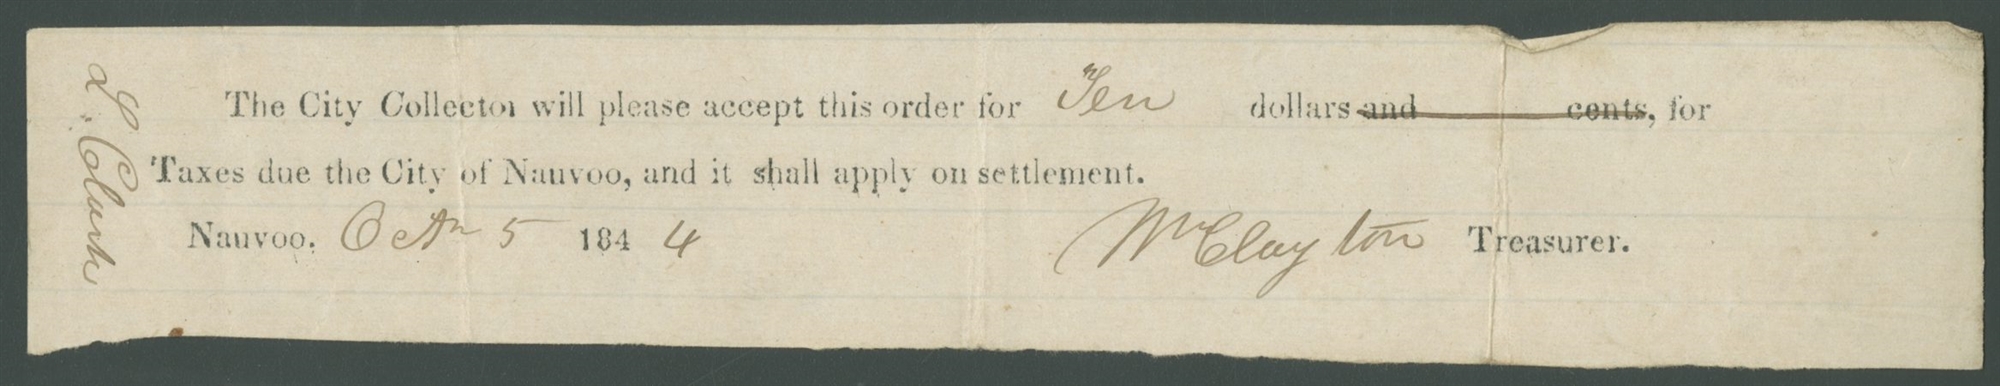 The City Collector will please accept this order for Ten dollars and cents, for
Taxes due the City of Nauvoo, and it shall apply on settlement.
Nauvoo. Octr 5 1844 Wm Clayton Treasurer.
L. Clark